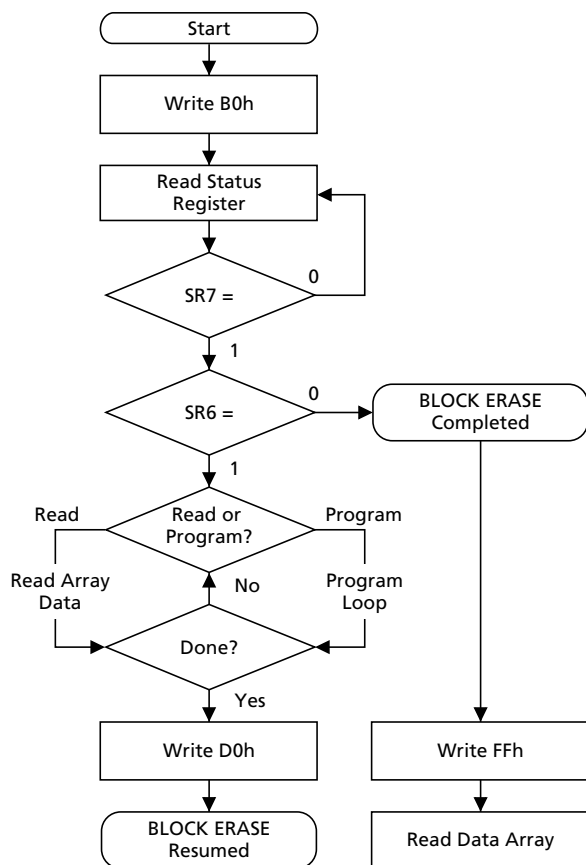 Start
Write B0h
Read Status
Register
0
SR7 =
1
0
SR6 =
BLOCK ERASE
Completed
1
Read
Read or
Program?
Program
Read Array
Data
No
Program
Loop
Done?
Yes
Write D0h
Write FFh
BLOCK ERASE
Resumed
Read Data Array